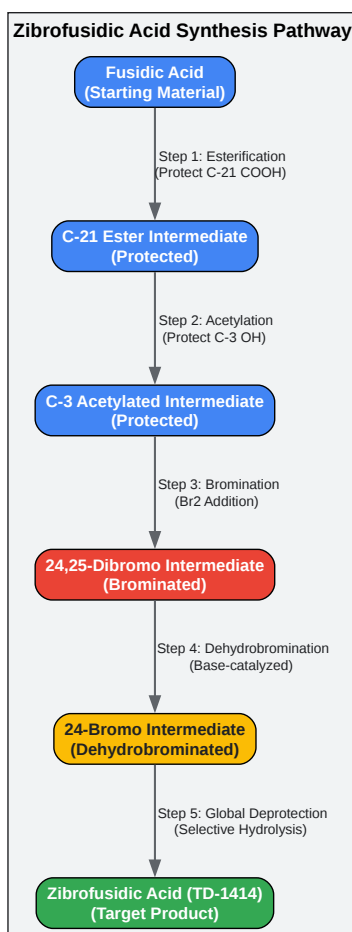 Zibrofusidic Acid Synthesis Pathway
Fusidic Acid
(Starting Material)
Step 1: Esterification
(Protect C-21 COOH)
C-21 Ester Intermediate
(Protected)
Step 2: Acetylation
(Protect C-3 OH)
C-3 Acetylated Intermediate
(Protected)
Step 3: Bromination
(Br2 Addition)
24,25-Dibromo Intermediate
(Brominated)
Step 4: Dehydrobromination
(Base-catalyzed)
24-Bromo Intermediate
(Dehydrobrominated)
Step 5: Global Deprotection
(Selective Hydrolysis)
Zibrofusidic Acid (TD-1414)
(Target Product)